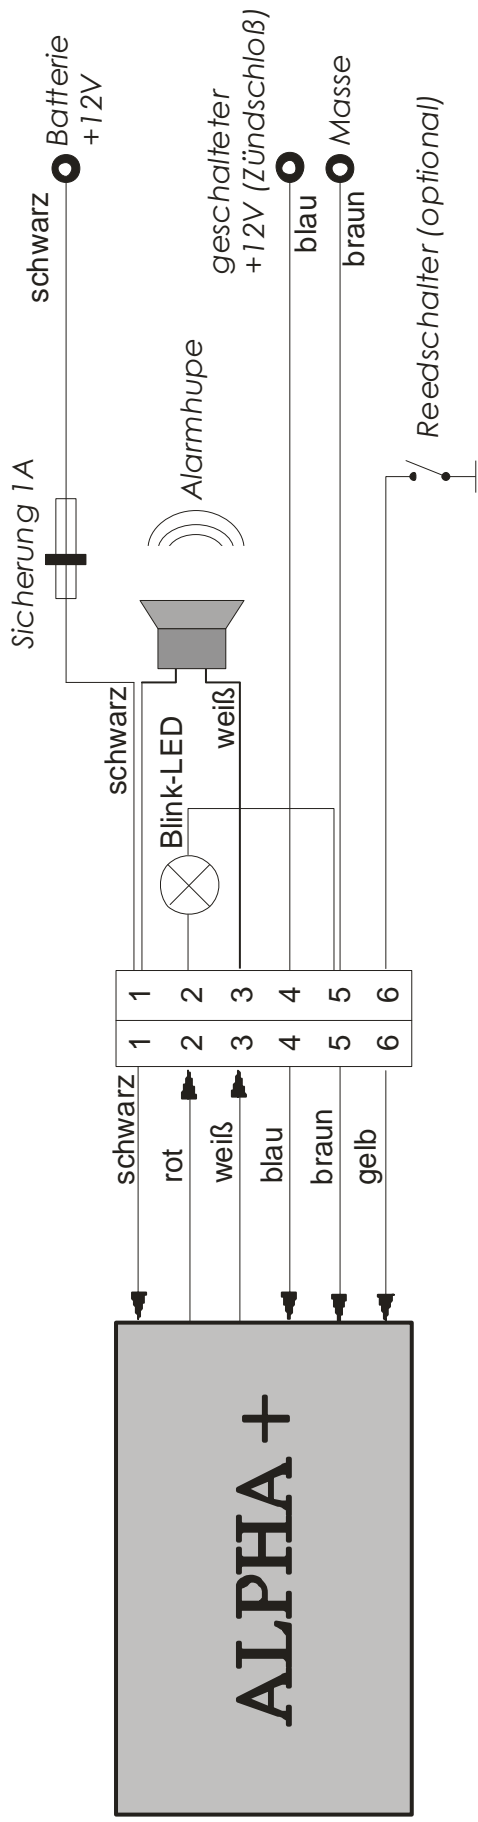 ALPHA+
schwarz
rot
weiß
blau
braun
gelb
1 1
2 2
3 3
4 4
5 5
6 6
schwarz
Blink-LED
weiß
Sicherung 1A
Alarmhupe
schwarz
Batterie
+12V
geschalteter
+12V (Zündschloß)
blau
Masse
braun
Reedschalter (optional)